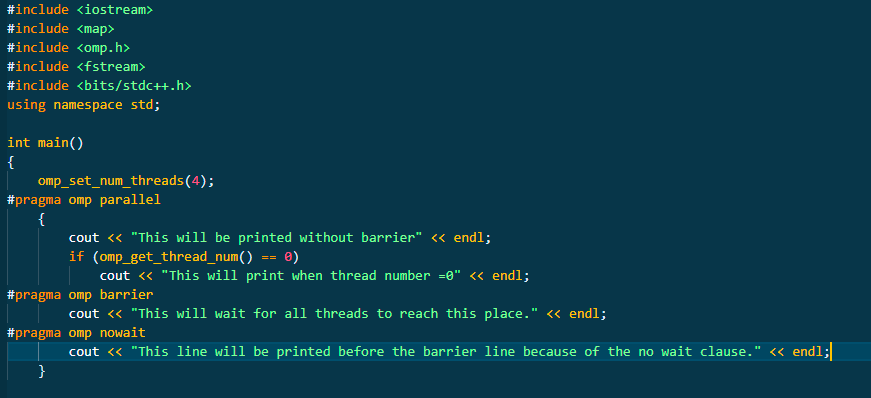 #include <iostream>
#include <map>
#include <omp.h>
#include <fstream>
#include <bits/stdc++.h>
using namespace std;

int main()
{
    omp_set_num_threads(4);
#pragma omp parallel
    {
        cout << "This will be printed without barrier" << endl;
        if (omp_get_thread_num() == 0)
            cout << "This will print when thread number =0" << endl;
#pragma omp barrier
        cout << "This will wait for all threads to reach this place." << endl;
#pragma omp nowait
        cout << "This line will be printed before the barrier line because of the no wait clause." << endl;
    }